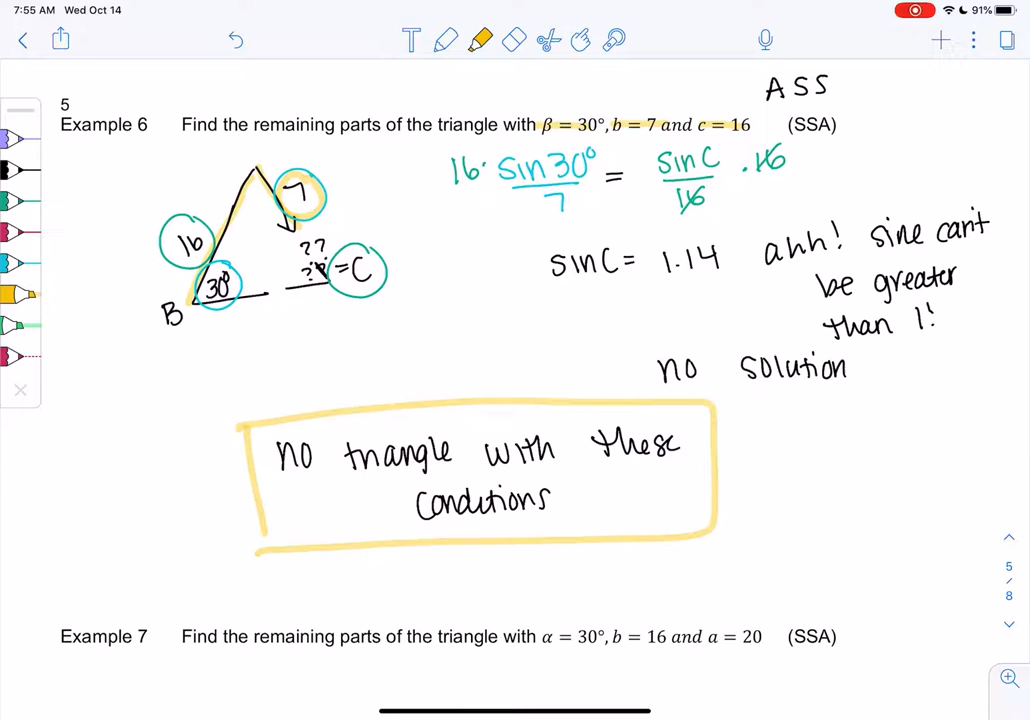 7:55 AM Wed Oct 14
91%
T
5
A S S
Example 6 Find the remaining parts of the triangle with β = 30°, b = 7 and c = 16 (SSA)
16· sin 30° / 7 = sin C / 16 · 16
16
7
30°
B
??
?? = C
sin C = 1.14 ahh! sine can't
be greater
than 1!
no solution
no triangle with these
conditions
5
/
8
Example 7 Find the remaining parts of the triangle with α = 30°, b = 16 and a = 20 (SSA)